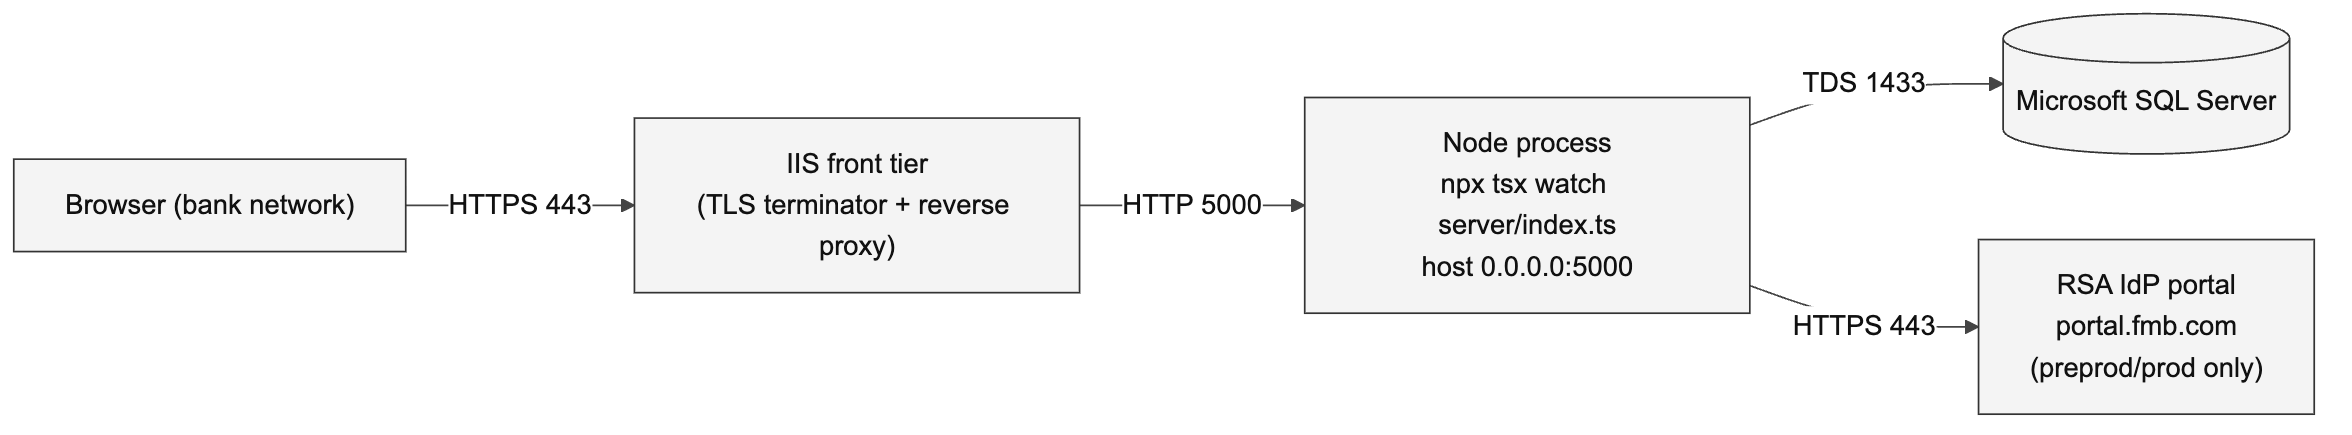 Browser (bank network)
HTTPS 443
IIS front tier
(TLS terminator + reverse
proxy)
HTTP 5000
Node process
npx tsx watch
server/index.ts
host 0.0.0.0:5000
TDS 1433
Microsoft SQL Server
HTTPS 443
RSA IdP portal
portal.fmb.com
(preprod/prod only)